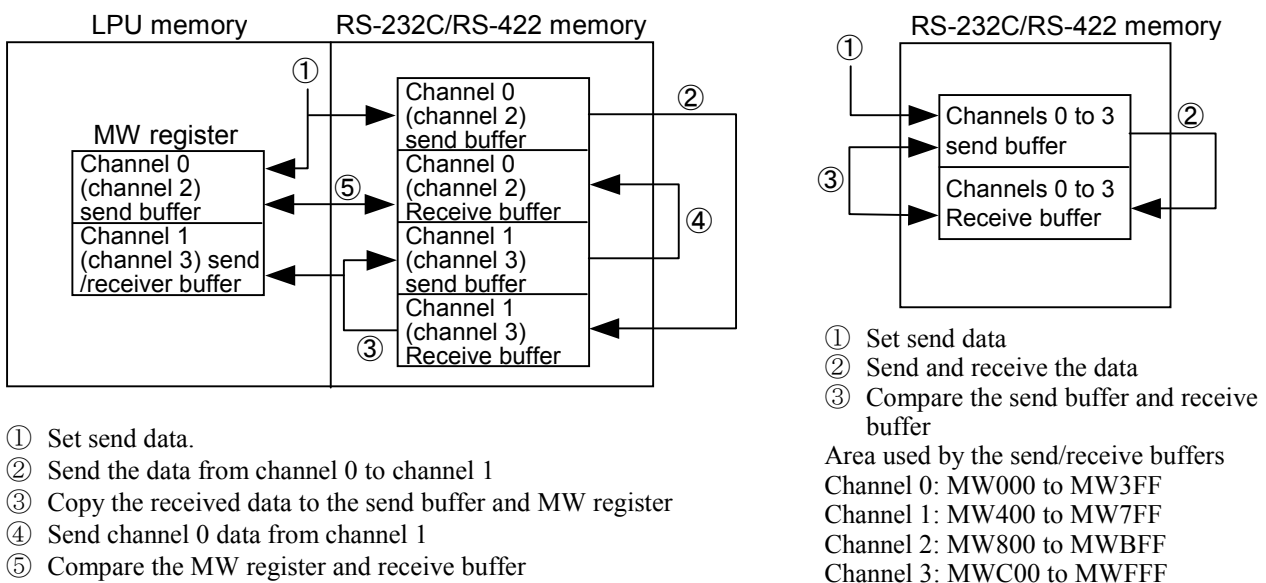 LPU memory
RS-232C/RS-422 memory
①
MW register
Channel 0
(channel 2)
send buffer
Channel 1
(channel 3) send
/receiver buffer
⑤
Channel 0
(channel 2)
send buffer
Channel 0
(channel 2)
Receive buffer
Channel 1
(channel 3)
send buffer
Channel 1
(channel 3)
Receive buffer
②
④
③
① Set send data.
② Send the data from channel 0 to channel 1
③ Copy the received data to the send buffer and MW register
④ Send channel 0 data from channel 1
⑤ Compare the MW register and receive buffer
RS-232C/RS-422 memory
①
Channels 0 to 3
send buffer
Channels 0 to 3
Receive buffer
②
③
① Set send data
② Send and receive the data
③ Compare the send buffer and receive
buffer
Area used by the send/receive buffers
Channel 0: MW000 to MW3FF
Channel 1: MW400 to MW7FF
Channel 2: MW800 to MWBFF
Channel 3: MWC00 to MWFFF